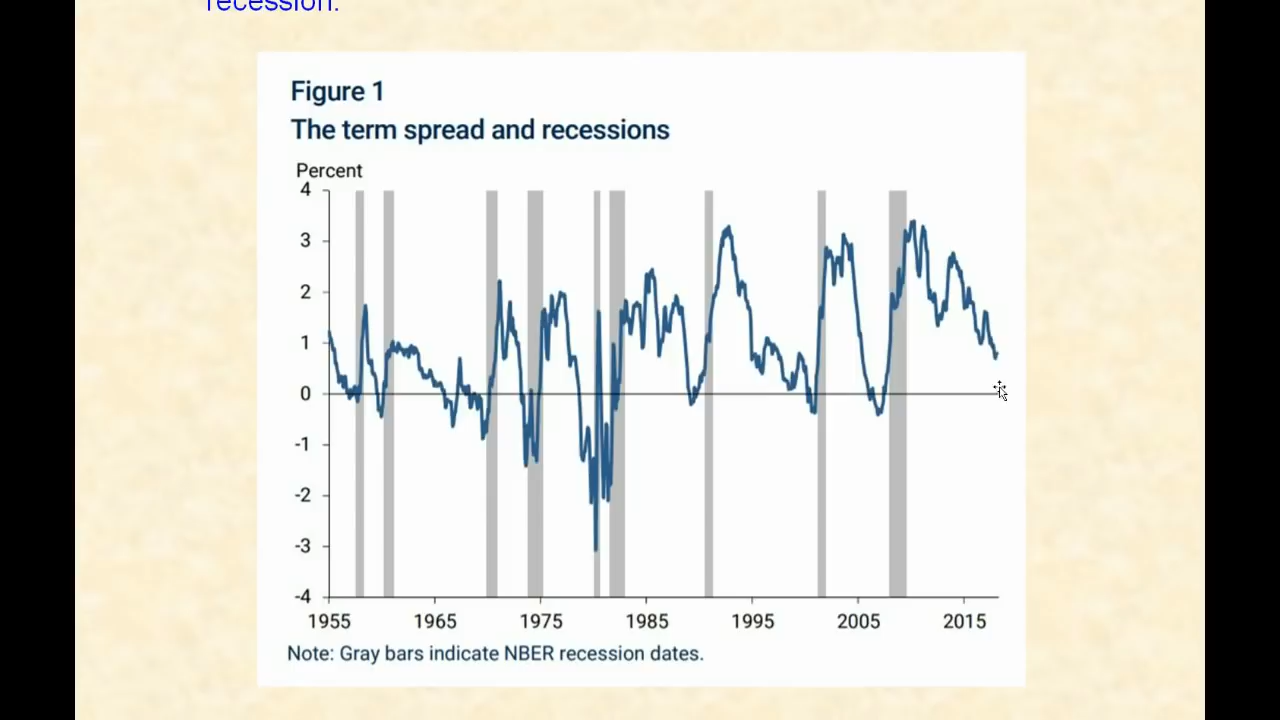 recession.
Figure 1
The term spread and recessions
Percent
4
3
2
1
0
-1
-2
-3
-4
1955 1965 1975 1985 1995 2005 2015
Note: Gray bars indicate NBER recession dates.